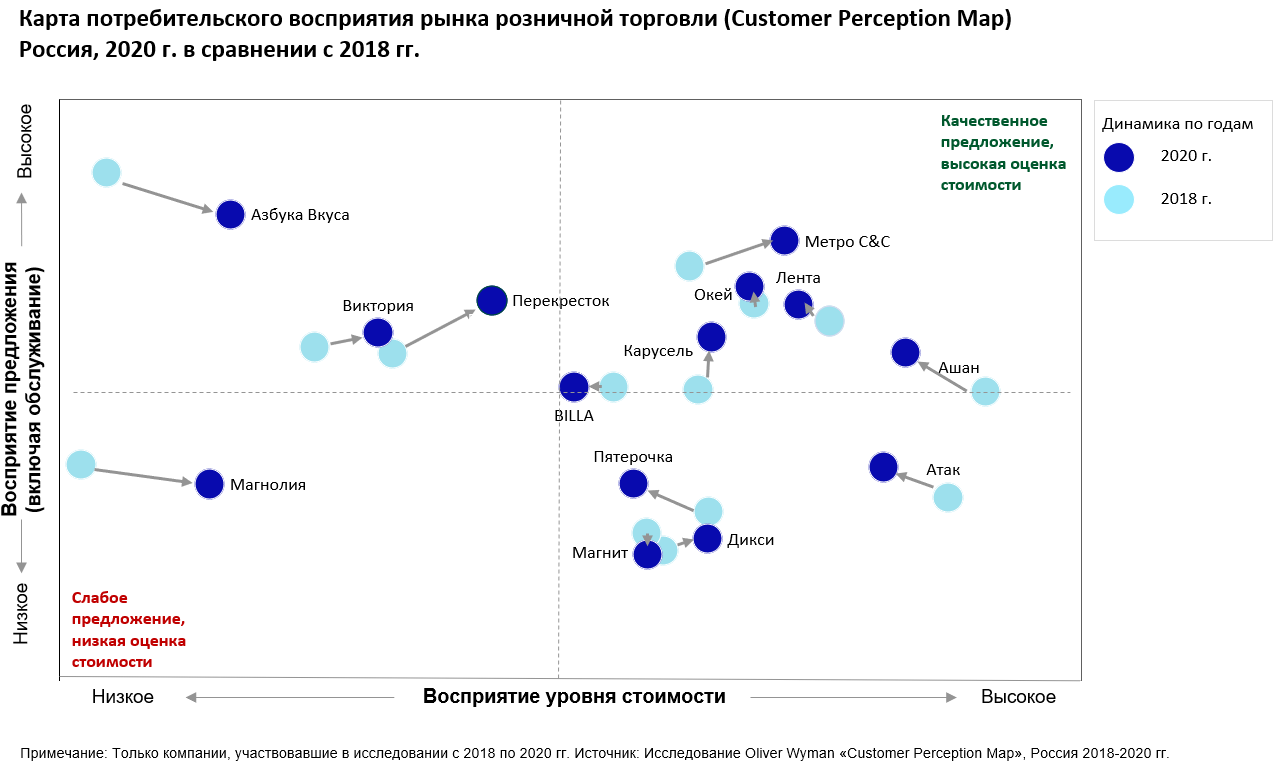 Карта потребительского восприятия рынка розничной торговли (Customer Perception Map)
Россия, 2020 г. в сравнении с 2018 гг.
Высокое
Восприятие предложения
(включая обслуживание)
Низкое
Качественное
предложение,
высокая оценка
стоимости
Динамика по годам
2020 г.
2018 г.
Азбука Вкуса
Метро C&C
Лента
Окей
Виктория
Перекресток
Карусель
Ашан
BILLA
Пятерочка
Атак
Магнолия
Магнит
Дикси
Слабое
предложение,
низкая оценка
стоимости
Низкое
Восприятие уровня стоимости
Высокое
Примечание: Только компании, участвовавшие в исследовании с 2018 по 2020 гг. Источник: Исследование Oliver Wyman «Customer Perception Map», Россия 2018-2020 гг.